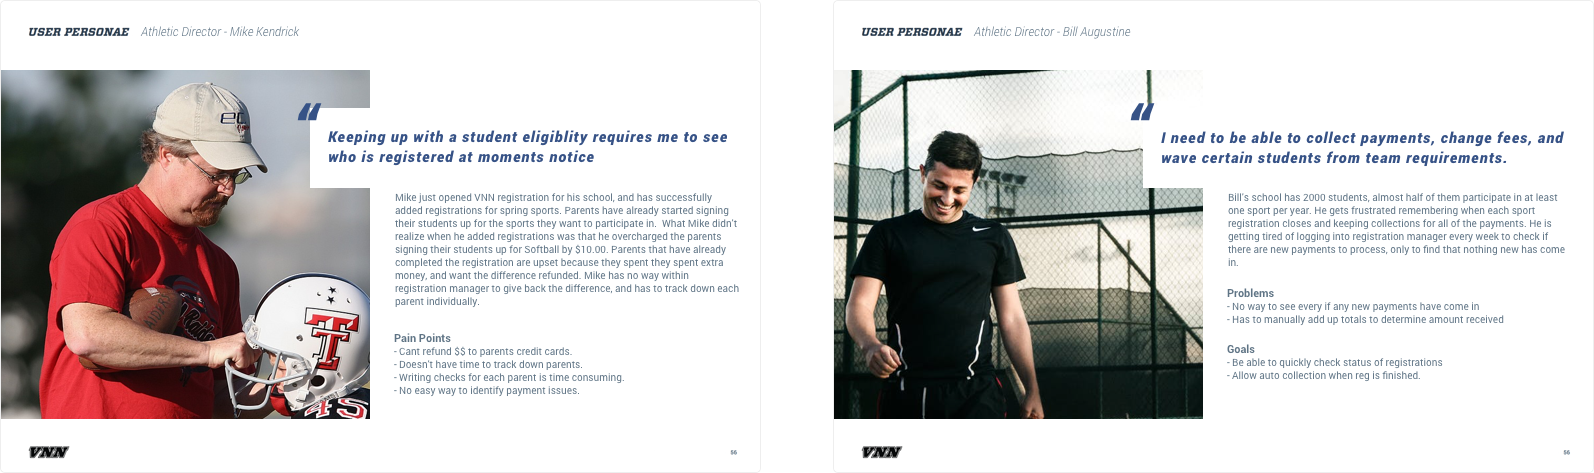 USER PERSONAE Athletic Director - Mike Kendrick
ec
“
Keeping up with a student eligiblity requires me to see
who is registered at moments notice
Mike just opened VNN registration for his school, and has successfully
added registrations for spring sports. Parents have already started signing
their students up for the sports they want to participate in. What Mike didn't
realize when he added registrations was that he overcharged the parents
signing their students up for Softball by $10.00. Parents that have already
completed the registration are upset because they spent they spent extra
money, and want the difference refunded. Mike has no way within
registration manager to give back the difference, and has to track down each
parent individually.
Pain Points
- Cant refund $$ to parents credit cards.
- Doesn't have time to track down parents.
- Writing checks for each parent is time consuming.
- No easy way to identify payment issues.
T
45
VNN
56
USER PERSONAE Athletic Director - Bill Augustine
“
I need to be able to collect payments, change fees, and
wave certain students from team requirements.
Bill's school has 2000 students, almost half of them participate in at least
one sport per year. He gets frustrated remembering when each sport
registration closes and keeping collections for all of the payments. He is
getting tired of logging into registration manager every week to check if
there are new payments to process, only to find that nothing new has come
in.
Problems
- No way to see every if any new payments have come in
- Has to manually add up totals to determine amount received
Goals
- Be able to quickly check status of registrations
- Allow auto collection when reg is finished.
VNN
56